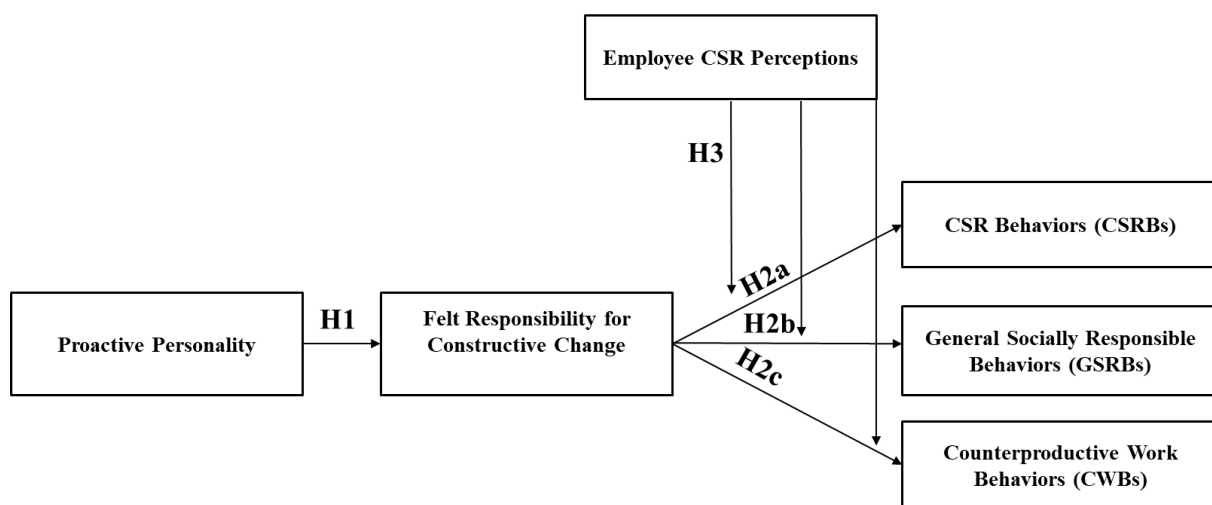 Employee CSR Perceptions
H3
CSR Behaviors (CSRBs)
H2a
Proactive Personality
H1
Felt Responsibility for
Constructive Change
H2b
General Socially Responsible
Behaviors (GSRBs)
H2c
Counterproductive Work
Behaviors (CWBs)